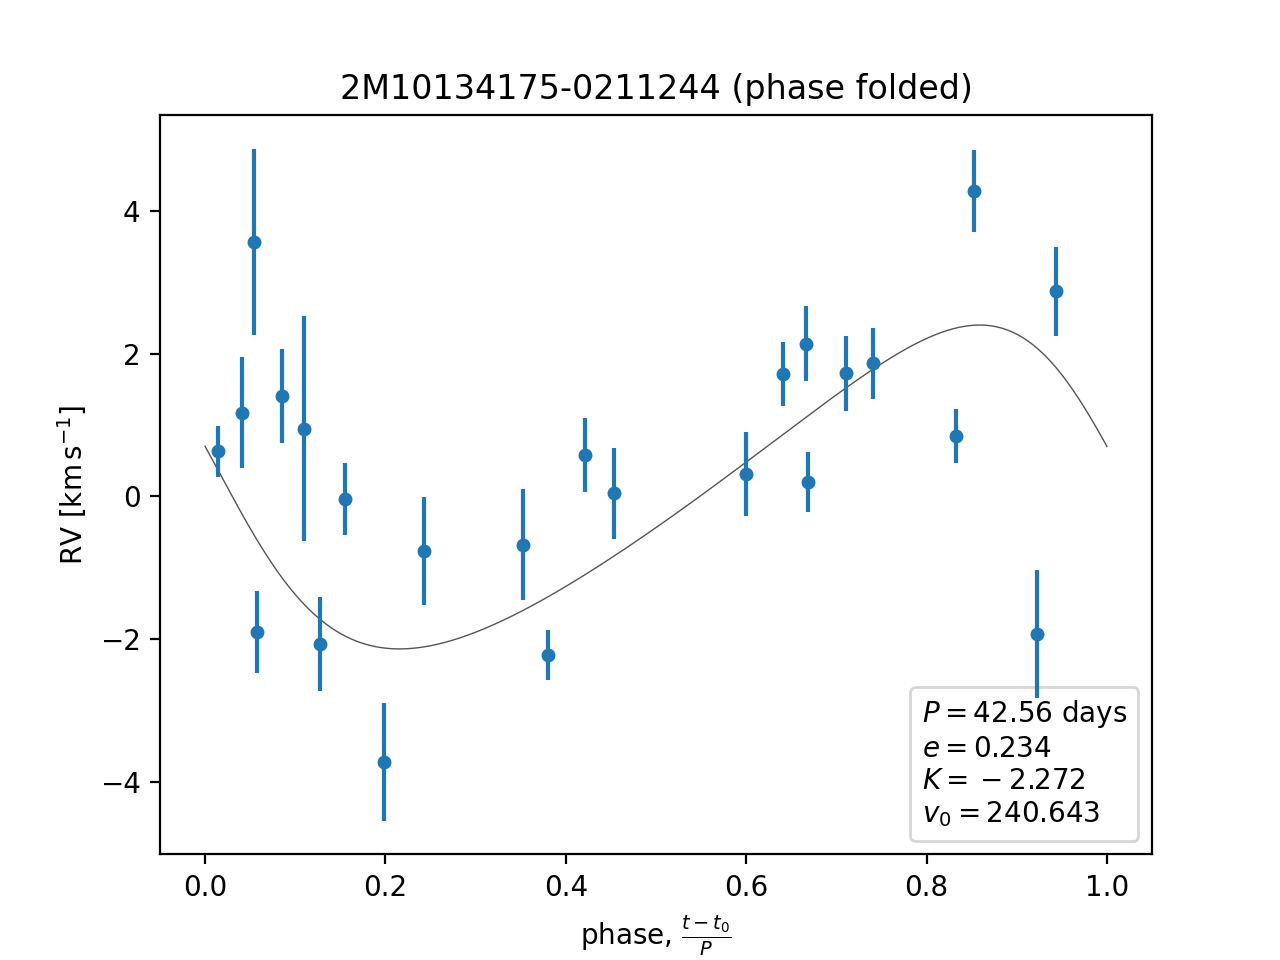 2M10134175-0211244 (phase folded)
RV [km s⁻¹]
4
2
0
−2
−4
P = 42.56 days
e = 0.234
K = −2.272
v₀ = 240.643
0.0 0.2 0.4 0.6 0.8 1.0
phase, (t − t₀)/P